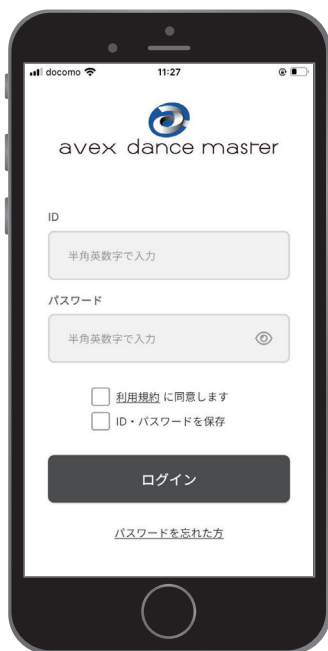 docomo 11:27
avex dance master
ID
半角英数字で入力
パスワード
半角英数字で入力
利用規約 に同意します
ID・パスワードを保存
ログイン
パスワードを忘れた方